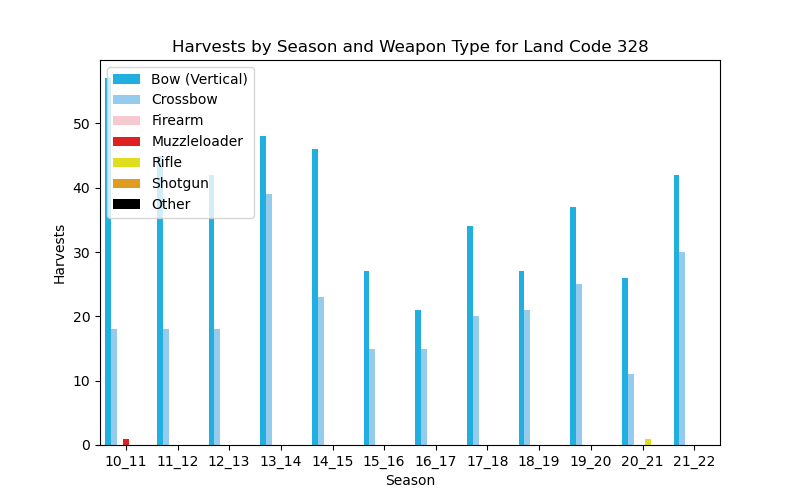 Harvests by Season and Weapon Type for Land Code 328
Bow (Vertical)
Crossbow
Firearm
Muzzleloader
Rifle
Shotgun
Other
50
40
30
20
10
0
Harvests
10_11 11_12 12_13 13_14 14_15 15_16 16_17 17_18 18_19 19_20 20_21 21_22
Season